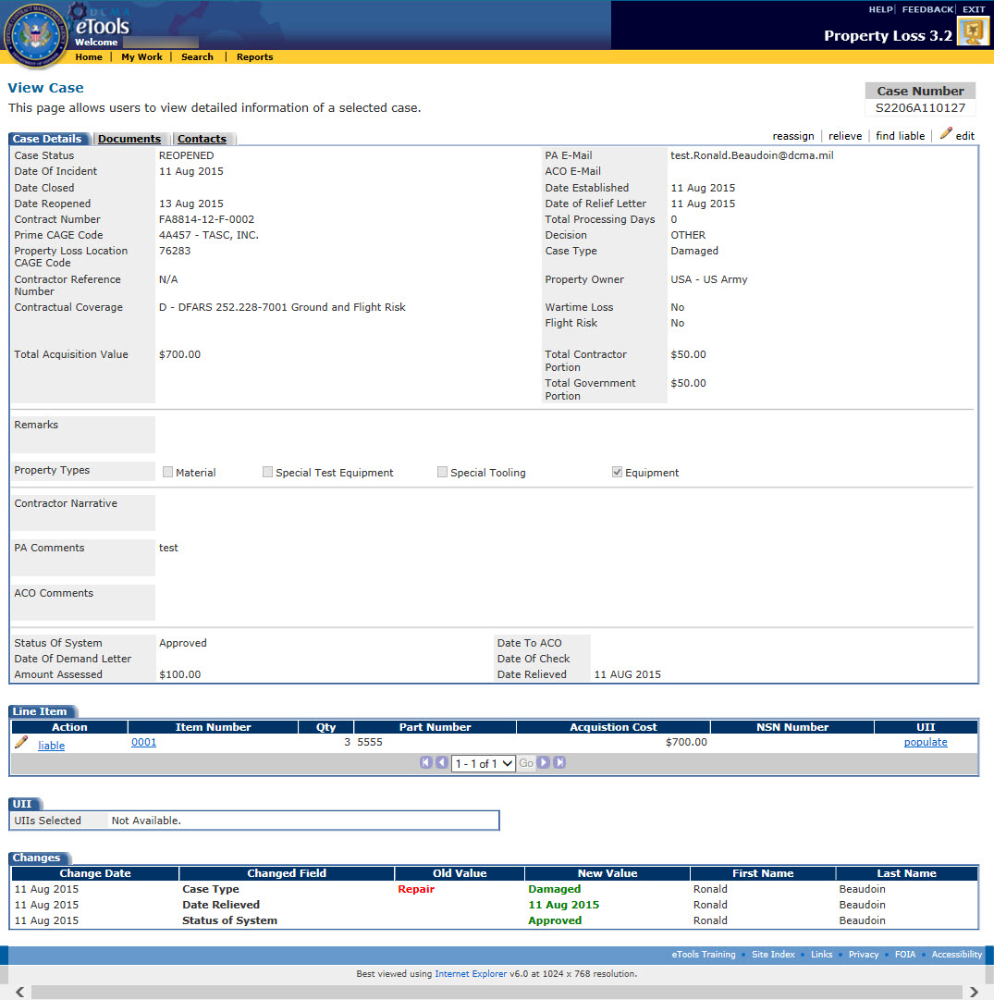 DCMA
eTools
Welcome
HELP | FEEDBACK | EXIT
Property Loss 3.2
Home | My Work | Search | Reports
View Case
This page allows users to view detailed information of a selected case.
Case Number
S2206A110127
Case Details Documents Contacts
reassign | relieve | find liable | edit
Case Status REOPENED PA E-Mail test.Ronald.Beaudoin@dcma.mil
Date Of Incident 11 Aug 2015 ACO E-Mail
Date Closed Date Established 11 Aug 2015
Date Reopened 13 Aug 2015 Date of Relief Letter 11 Aug 2015
Contract Number FA8814-12-F-0002 Total Processing Days 0
Prime CAGE Code 4A457 - TASC, INC. Decision OTHER
Property Loss Location 76283 Case Type Damaged
CAGE Code
Contractor Reference N/A Property Owner USA - US Army
Number
Contractual Coverage D - DFARS 252.228-7001 Ground and Flight Risk Wartime Loss No
Flight Risk No
Total Acquisition Value $700.00 Total Contractor $50.00
Portion
Total Government $50.00
Portion
Remarks
Property Types Material Special Test Equipment Special Tooling Equipment
Contractor Narrative
PA Comments test
ACO Comments
Status Of System Approved Date To ACO
Date Of Demand Letter Date Of Check
Amount Assessed $100.00 Date Relieved 11 AUG 2015
Line Item
Action Item Number Qty Part Number Acquistion Cost NSN Number UII
liable 0001 3 5555 $700.00 populate
1 - 1 of 1 Go
UII
UIIs Selected Not Available.
Changes
Change Date Changed Field Old Value New Value First Name Last Name
11 Aug 2015 Case Type Repair Damaged Ronald Beaudoin
11 Aug 2015 Date Relieved 11 Aug 2015 Ronald Beaudoin
11 Aug 2015 Status of System Approved Ronald Beaudoin
eTools Training Site Index Links Privacy FOIA Accessibility
Best viewed using Internet Explorer v6.0 at 1024 x 768 resolution.